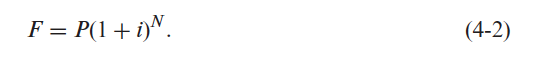 F = P(1 + i)^N. (4-2)